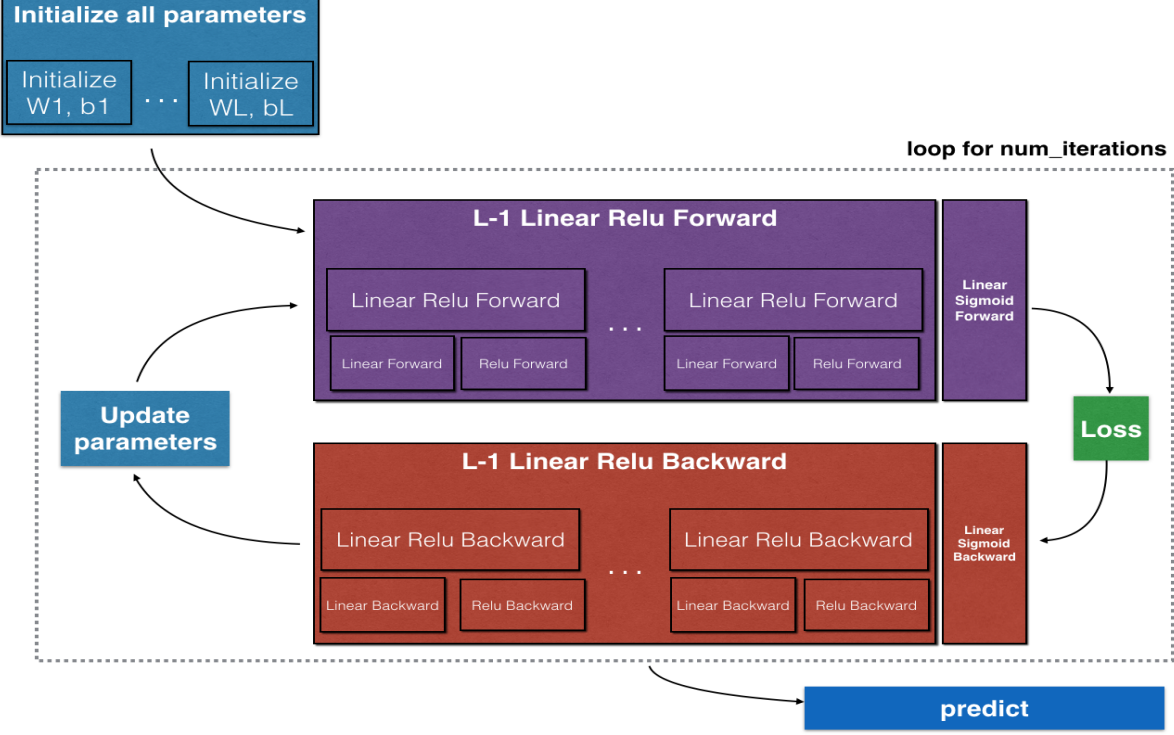 Initialize all parameters
Initialize
W1, b1
. . .
Initialize
WL, bL
loop for num_iterations
L-1 Linear Relu Forward
Linear Relu Forward
. . .
Linear Relu Forward
Linear Forward
Relu Forward
Linear Forward
Relu Forward
Linear
Sigmoid
Forward
Update
parameters
Loss
L-1 Linear Relu Backward
Linear Relu Backward
. . .
Linear Relu Backward
Linear Backward
Relu Backward
Linear Backward
Relu Backward
Linear
Sigmoid
Backward
predict